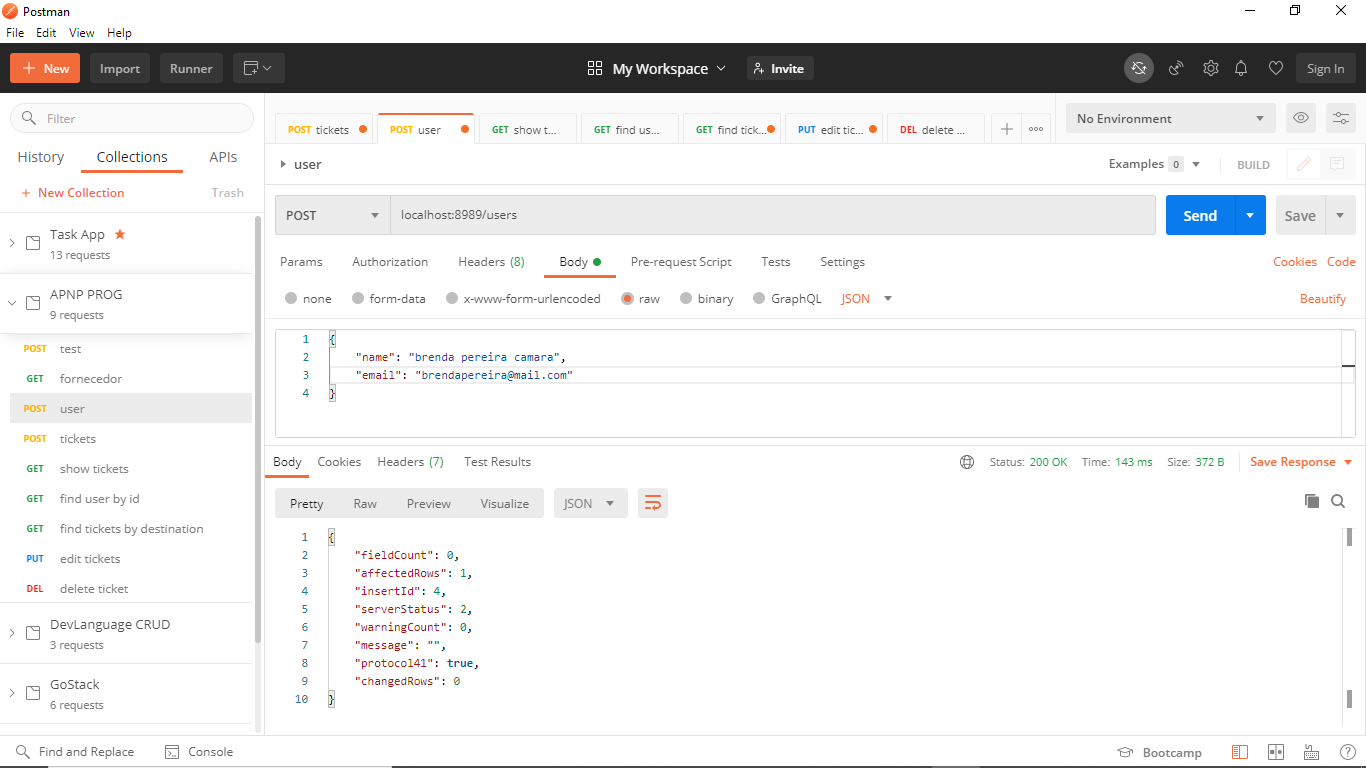 Postman
File Edit View Help
New Import Runner My Workspace Invite Sign In
Filter
History Collections APIs
New Collection Trash
Task App
13 requests
APNP PROG
9 requests
POST test
GET fornecedor
POST user
POST tickets
GET show tickets
GET find user by id
GET find tickets by destination
PUT edit tickets
DEL delete ticket
DevLanguage CRUD
3 requests
GoStack
6 requests
POST tickets POST user GET show t... GET find us... GET find tick... PUT edit tic... DEL delete ...
No Environment
user
Examples 0 BUILD
POST localhost:8989/users Send Save
Params Authorization Headers (8) Body Pre-request Script Tests Settings Cookies Code
none form-data x-www-form-urlencoded raw binary GraphQL JSON Beautify
1 {
2 "name": "brenda pereira camara",
3 "email": "brendapereira@mail.com"
4 }
Body Cookies Headers (7) Test Results Status: 200 OK Time: 143 ms Size: 372 B Save Response
Pretty Raw Preview Visualize JSON
1 {
2 "fieldCount": 0,
3 "affectedRows": 1,
4 "insertId": 4,
5 "serverStatus": 2,
6 "warningCount": 0,
7 "message": "",
8 "protocol41": true,
9 "changedRows": 0
10 }
Find and Replace Console Bootcamp